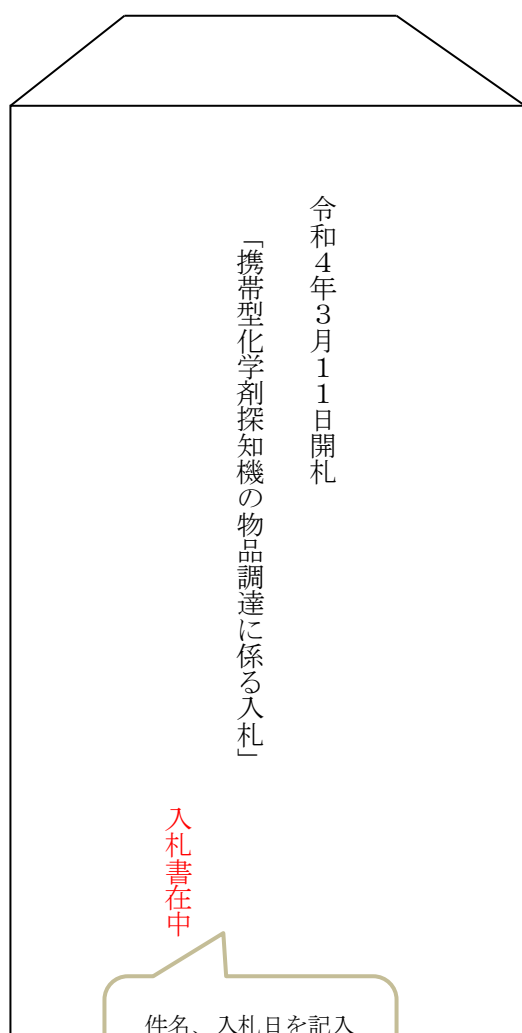 令和４年３月１１日開札
「携帯型化学剤探知機の物品調達に係る入札」
入札書在中
件名、入札日を記入